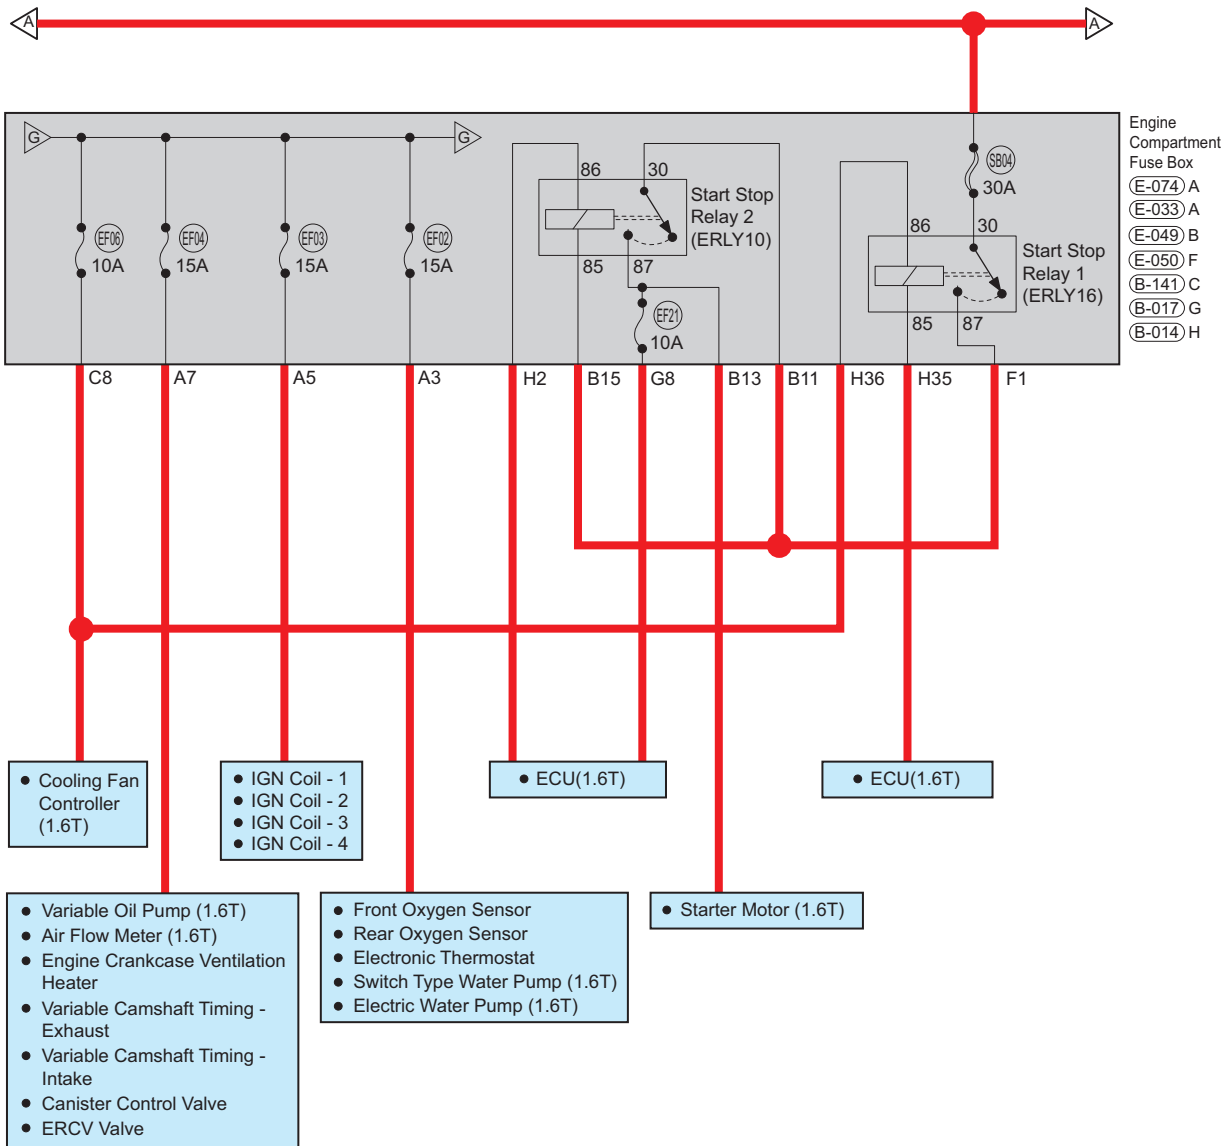 A
A
G
G
EF06
10A
EF04
15A
EF03
15A
EF02
15A
86
30
Start Stop
Relay 2
(ERLY10)
85
87
EF21
10A
SB04
30A
86
30
Start Stop
Relay 1
(ERLY16)
85
87
Engine
Compartment
Fuse Box
E-074 A
E-033 A
E-049 B
E-050 F
B-141 C
B-017 G
B-014 H
C8
A7
A5
A3
H2
B15
G8
B13
B11
H36
H35
F1
● Cooling Fan
Controller
(1.6T)
● IGN Coil - 1
● IGN Coil - 2
● IGN Coil - 3
● IGN Coil - 4
● ECU(1.6T)
● ECU(1.6T)
● Variable Oil Pump (1.6T)
● Air Flow Meter (1.6T)
● Engine Crankcase Ventilation
Heater
● Variable Camshaft Timing -
Exhaust
● Variable Camshaft Timing -
Intake
● Canister Control Valve
● ERCV Valve
● Front Oxygen Sensor
● Rear Oxygen Sensor
● Electronic Thermostat
● Switch Type Water Pump (1.6T)
● Electric Water Pump (1.6T)
● Starter Motor (1.6T)